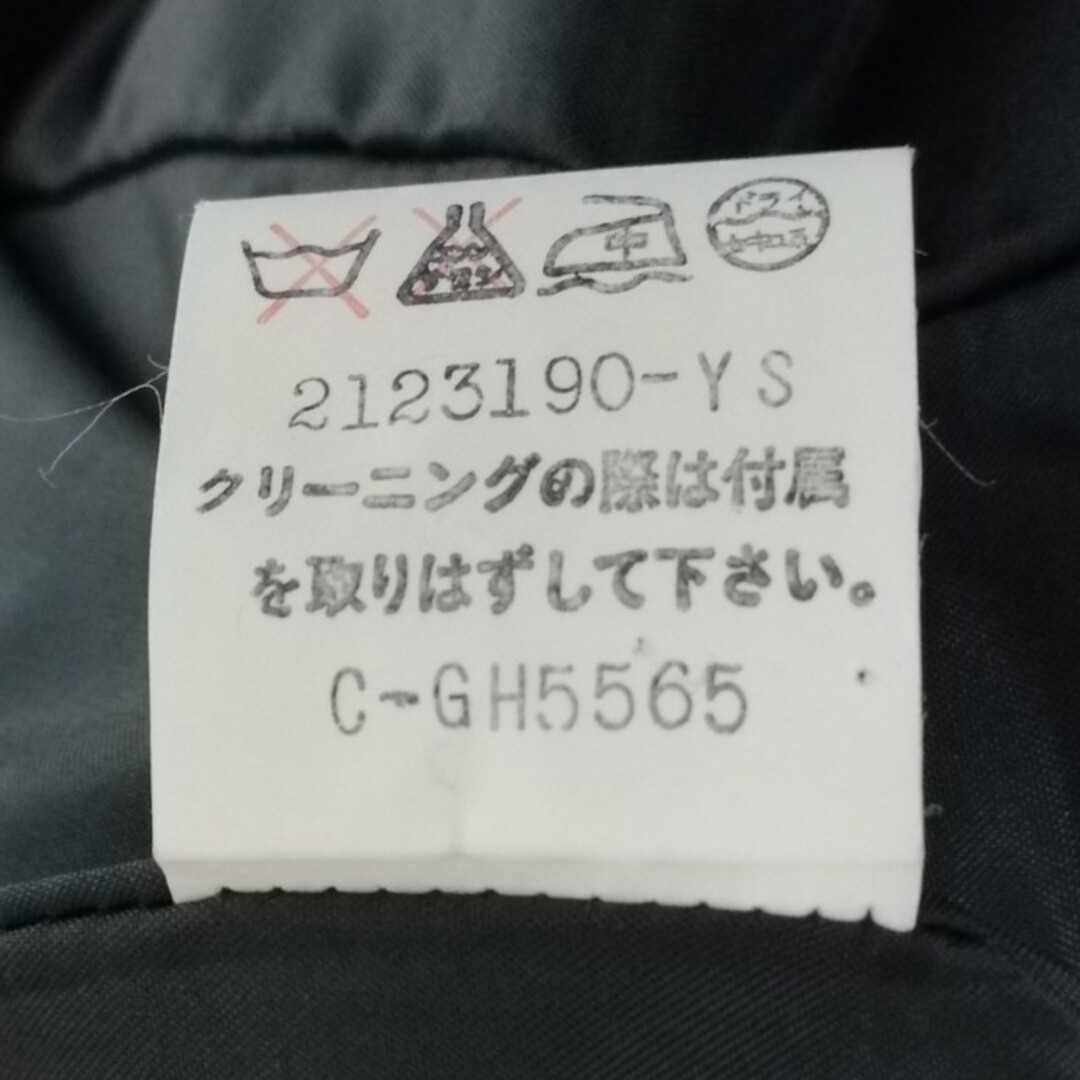 中
2123190-YS
クリーニングの際は付属
を取りはずして下さい。
C-GH5565